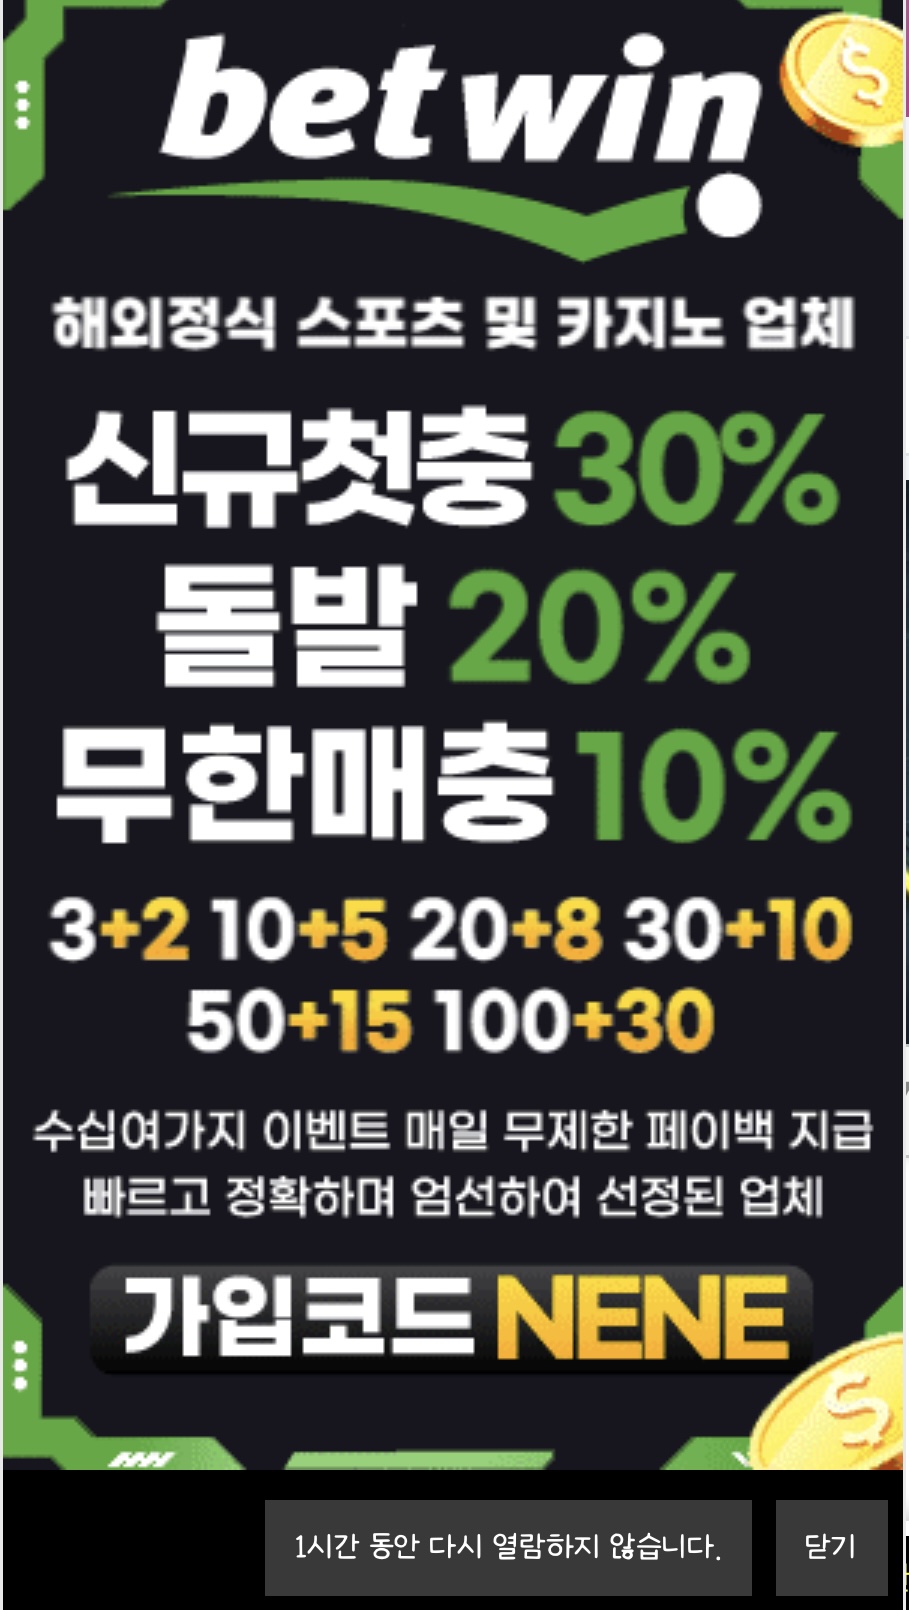 bet win
해외정식 스포츠 및 카지노 업체
신규첫충 30%
돌발 20%
무한매충 10%
3+2 10+5 20+8 30+10
50+15 100+30
수십여가지 이벤트 매일 무제한 페이백 지급
빠르고 정확하며 엄선하여 선정된 업체
가입코드 NENE
1시간 동안 다시 열람하지 않습니다. 닫기